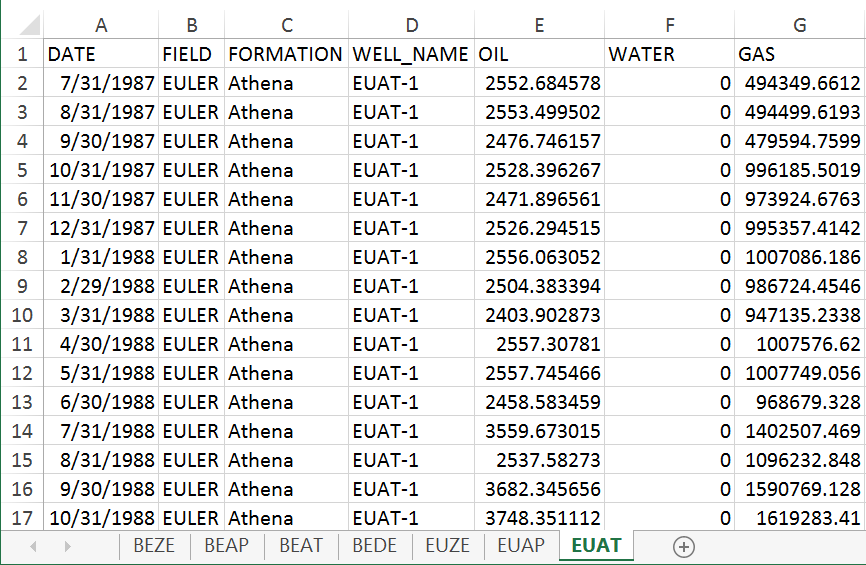 A B C D E F G
1 DATE FIELD FORMATION WELL_NAME OIL WATER GAS
2 7/31/1987 EULER Athena EUAT-1 2552.684578 0 494349.6612
3 8/31/1987 EULER Athena EUAT-1 2553.499502 0 494499.6193
4 9/30/1987 EULER Athena EUAT-1 2476.746157 0 479594.7599
5 10/31/1987 EULER Athena EUAT-1 2528.396267 0 996185.5019
6 11/30/1987 EULER Athena EUAT-1 2471.896561 0 973924.6763
7 12/31/1987 EULER Athena EUAT-1 2526.294515 0 995357.4142
8 1/31/1988 EULER Athena EUAT-1 2556.063052 0 1007086.186
9 2/29/1988 EULER Athena EUAT-1 2504.383394 0 986724.4546
10 3/31/1988 EULER Athena EUAT-1 2403.902873 0 947135.2338
11 4/30/1988 EULER Athena EUAT-1 2557.30781 0 1007576.62
12 5/31/1988 EULER Athena EUAT-1 2557.745466 0 1007749.056
13 6/30/1988 EULER Athena EUAT-1 2458.583459 0 968679.328
14 7/31/1988 EULER Athena EUAT-1 3559.673015 0 1402507.469
15 8/31/1988 EULER Athena EUAT-1 2537.58273 0 1096232.848
16 9/30/1988 EULER Athena EUAT-1 3682.345656 0 1590769.128
17 10/31/1988 EULER Athena EUAT-1 3748.351112 0 1619283.41
BEZE BEAP BEAT BEDE EUZE EUAP EUAT